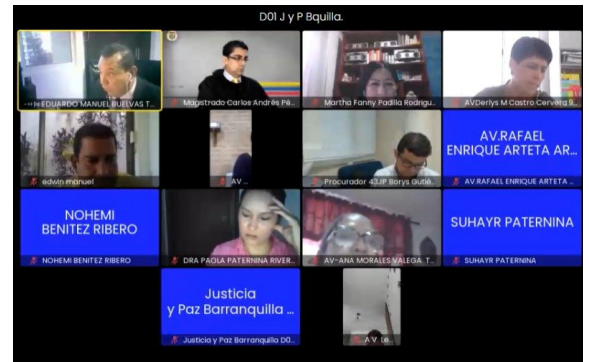 D01 J y P Bquilla.
EDUARDO MANUEL BUELVAS T...
Magistrado Carlos Andrés Pé...
Martha Fanny Padilla Rodrigu...
AVDerlys M Castro Cervera 9...
edwin manuel
AV ...
Procurador 43JP Borys Gutié...
AV.RAFAEL
ENRIQUE ARTETA AR...
AV.RAFAEL ENRIQUE ARTETA ...
NOHEMI
BENITEZ RIBERO
NOHEMI BENITEZ RIBERO
DRA PAOLA PATERNINA RIVER...
AV-ANA MORALES VALEGA. T...
SUHAYR PATERNINA
SUHAYR PATERNINA
Justicia
y Paz Barranquilla ...
Justicia y Paz Barranquilla D0...
A.V. Le...